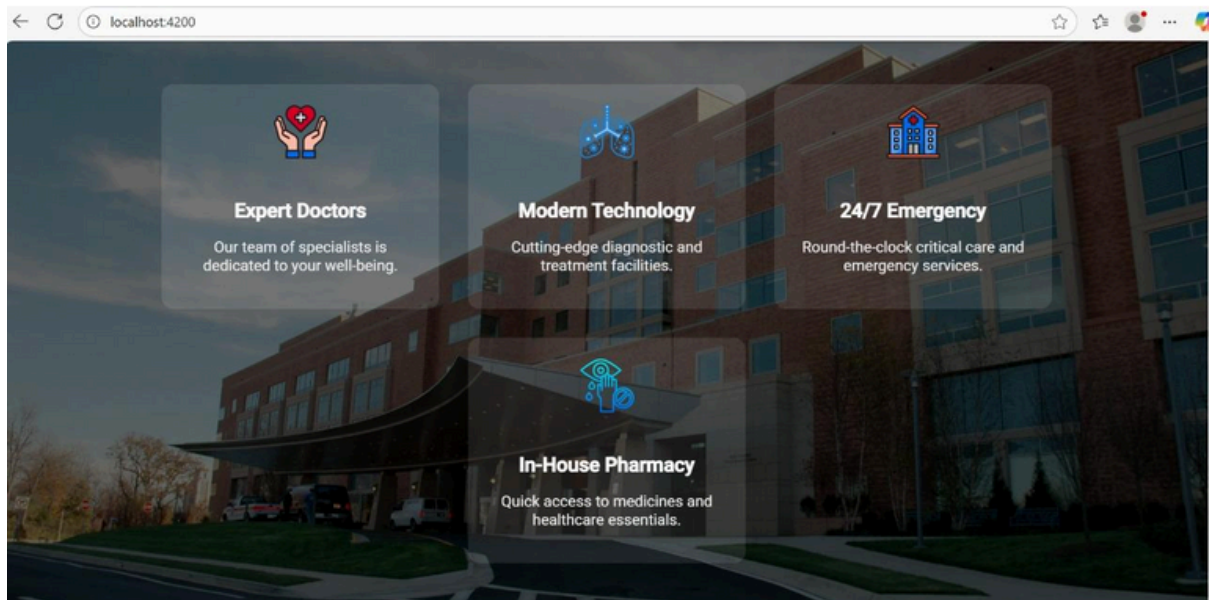 localhost:4200
Expert Doctors
Our team of specialists is
dedicated to your well-being.
Modern Technology
Cutting-edge diagnostic and
treatment facilities.
24/7 Emergency
Round-the-clock critical care and
emergency services.
In-House Pharmacy
Quick access to medicines and
healthcare essentials.